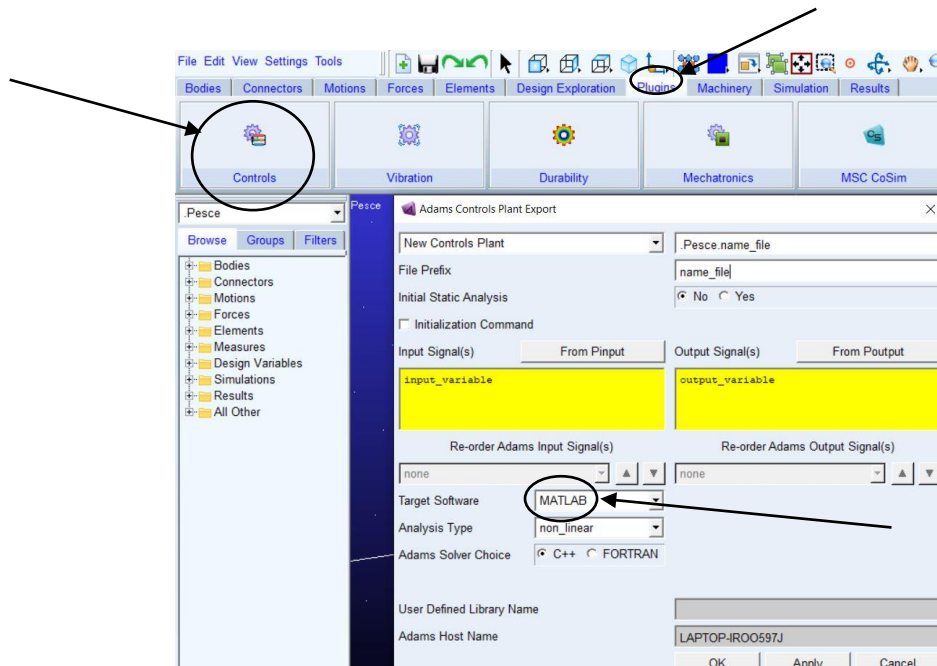 File Edit View Settings Tools
Bodies Connectors Motions Forces Elements Design Exploration Plugins Machinery Simulation Results
Controls Vibration Durability Mechatronics MSC CoSim
.Pesce
Pesce
Browse Groups Filters
Bodies
Connectors
Motions
Forces
Elements
Measures
Design Variables
Simulations
Results
All Other
Adams Controls Plant Export
New Controls Plant .Pesce.name_file
File Prefix name_file
Initial Static Analysis No Yes
Initialization Command
Input Signal(s) From Pinput Output Signal(s) From Poutput
input_variable output_variable
Re-order Adams Input Signal(s) Re-order Adams Output Signal(s)
none none
Target Software MATLAB
Analysis Type non_linear
Adams Solver Choice C++ FORTRAN
User Defined Library Name
Adams Host Name LAPTOP-IROO597J
OK Apply Cancel